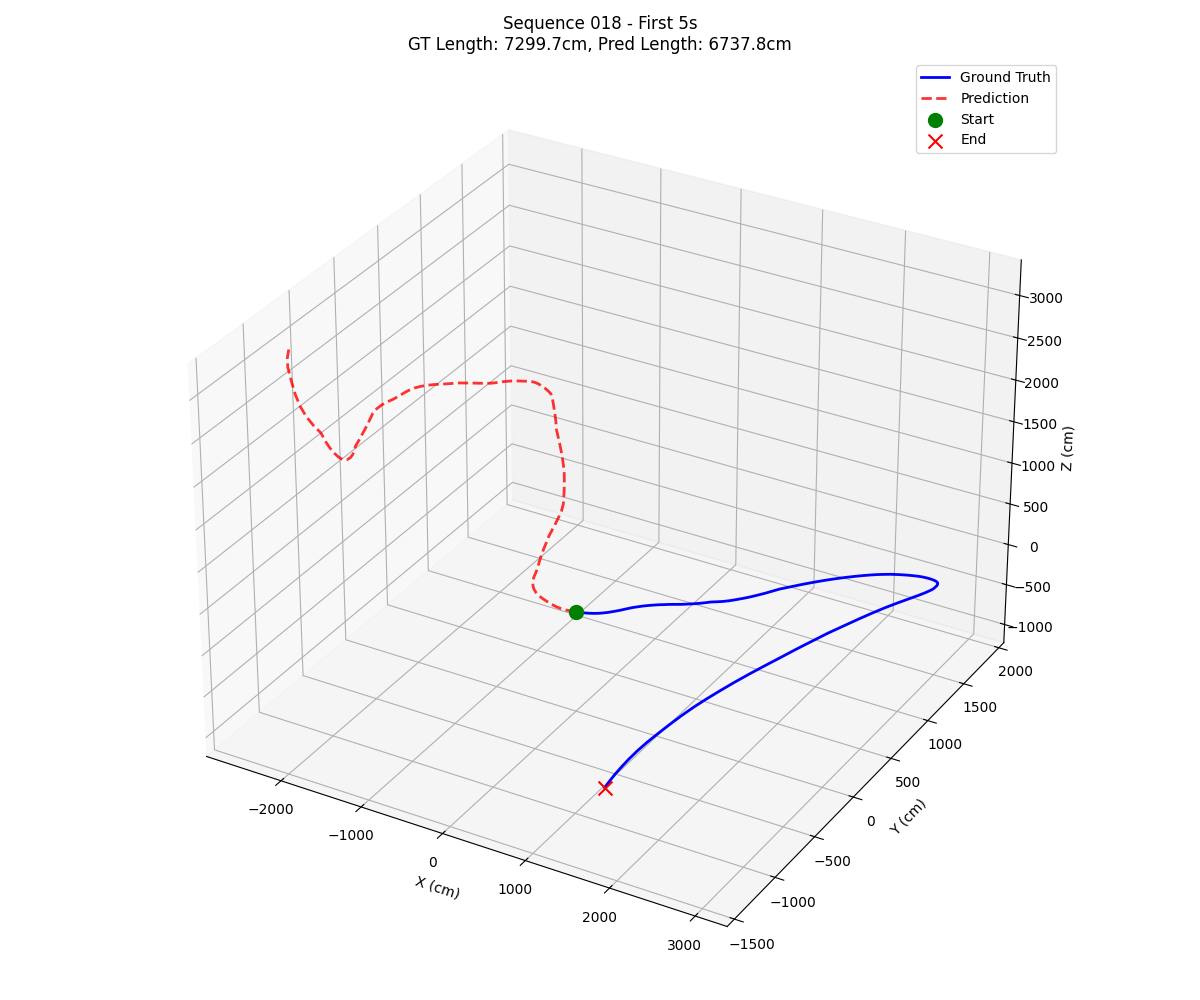 Sequence 018 - First 5s
GT Length: 7299.7cm, Pred Length: 6737.8cm
Ground Truth
Prediction
Start
End
3000
2500
2000
1500
1000
500
0
−500
−1000
Z (cm)
2000
1500
1000
500
0
−500
−1000
−1500
Y (cm)
−2000
−1000
0
1000
2000
3000
X (cm)